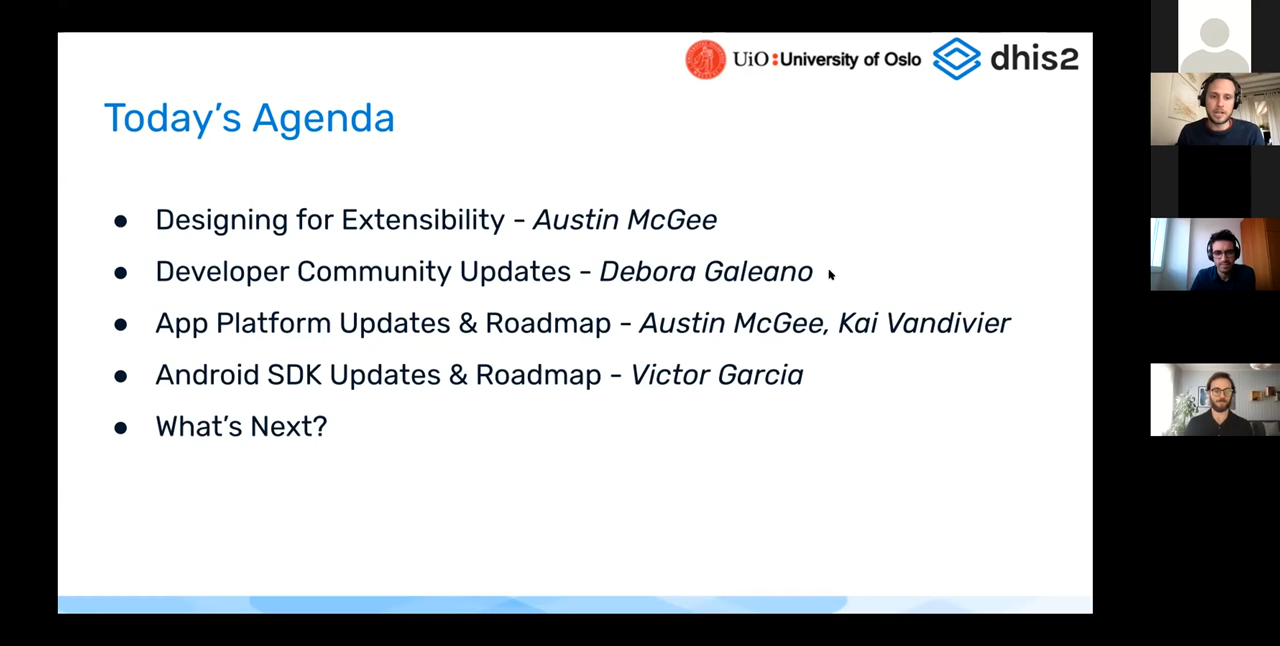 UiO:University of Oslo
dhis2
Today's Agenda
● Designing for Extensibility - Austin McGee
● Developer Community Updates - Debora Galeano
● App Platform Updates & Roadmap - Austin McGee, Kai Vandivier
● Android SDK Updates & Roadmap - Victor Garcia
● What's Next?